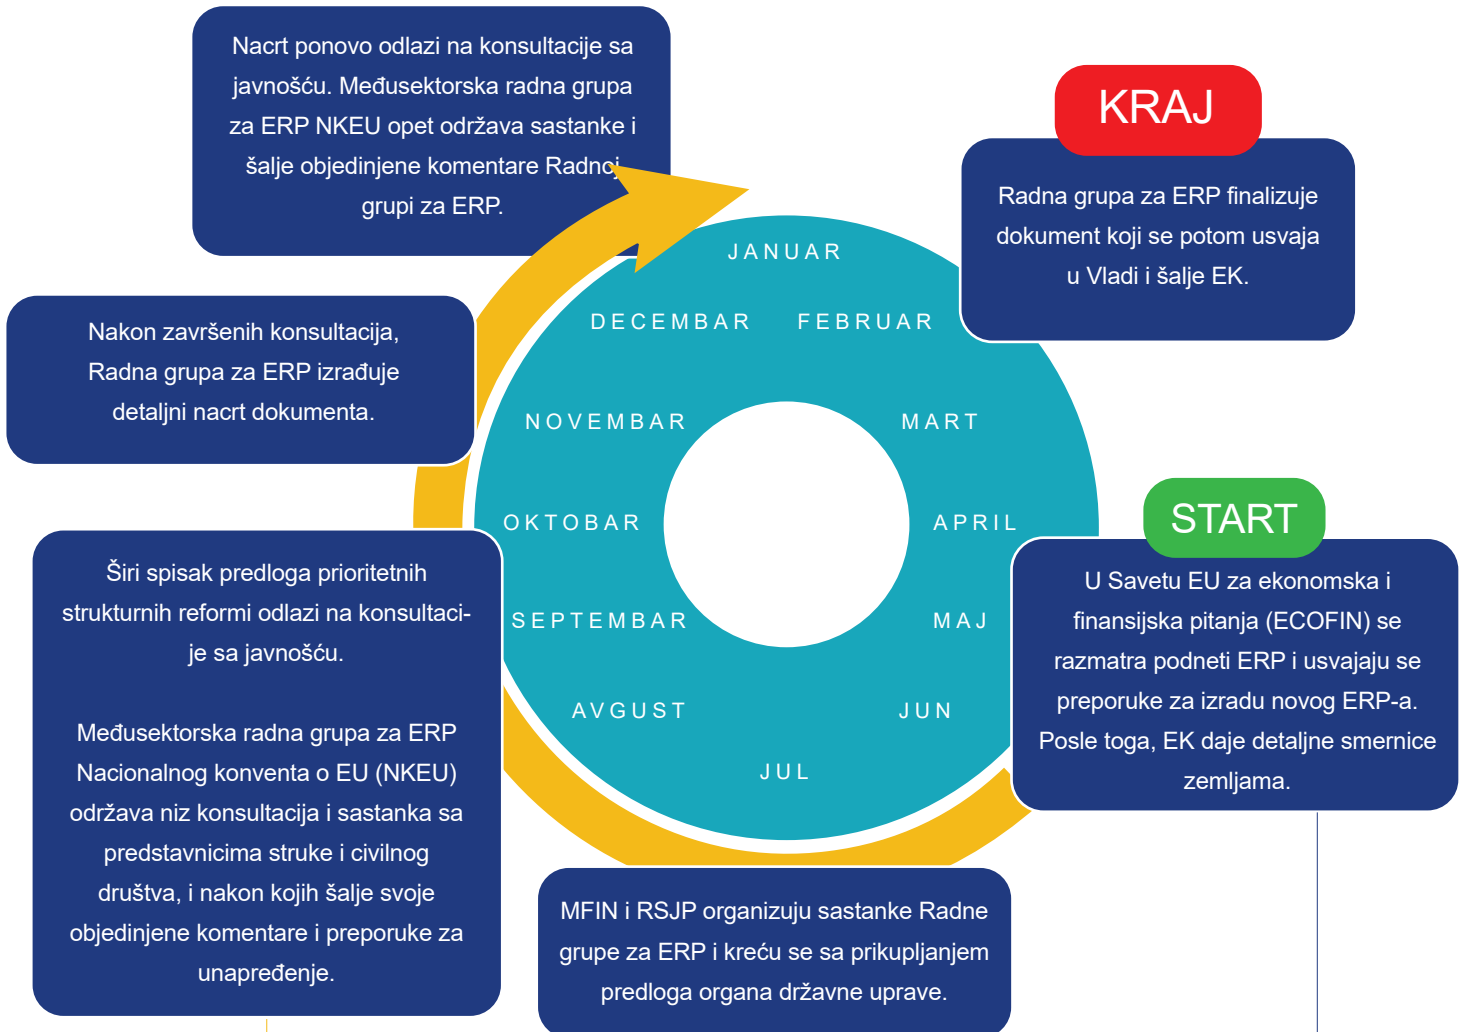 Nacrt ponovo odlazi na konsultacije sa
javnošću. Međusektorska radna grupa
za ERP NKEU opet održava sastanke i
šalje objedinjene komentare Radnoj
grupi za ERP.
KRAJ
Radna grupa za ERP finalizuje
dokument koji se potom usvaja
u Vladi i šalje EK.
JANUAR
DECEMBAR
FEBRUAR
Nakon završenih konsultacija,
Radna grupa za ERP izrađuje
detaljni nacrt dokumenta.
NOVEMBAR
MART
OKTOBAR
APRIL
START
U Savetu EU za ekonomska i
finansijska pitanja (ECOFIN) se
razmatra podneti ERP i usvajaju se
preporuke za izradu novog ERP-a.
Posle toga, EK daje detaljne smernice
zemljama.
SEPTEMBAR
MAJ
AVGUST
JUN
JUL
Širi spisak predloga prioritetnih
strukturnih reformi odlazi na konsultaci-
je sa javnošću.
Međusektorska radna grupa za ERP
Nacionalnog konventa o EU (NKEU)
održava niz konsultacija i sastanka sa
predstavnicima struke i civilnog
društva, i nakon kojih šalje svoje
objedinjene komentare i preporuke za
unapređenje.
MFIN i RSJP organizuju sastanke Radne
grupe za ERP i kreću se sa prikupljanjem
predloga organa državne uprave.